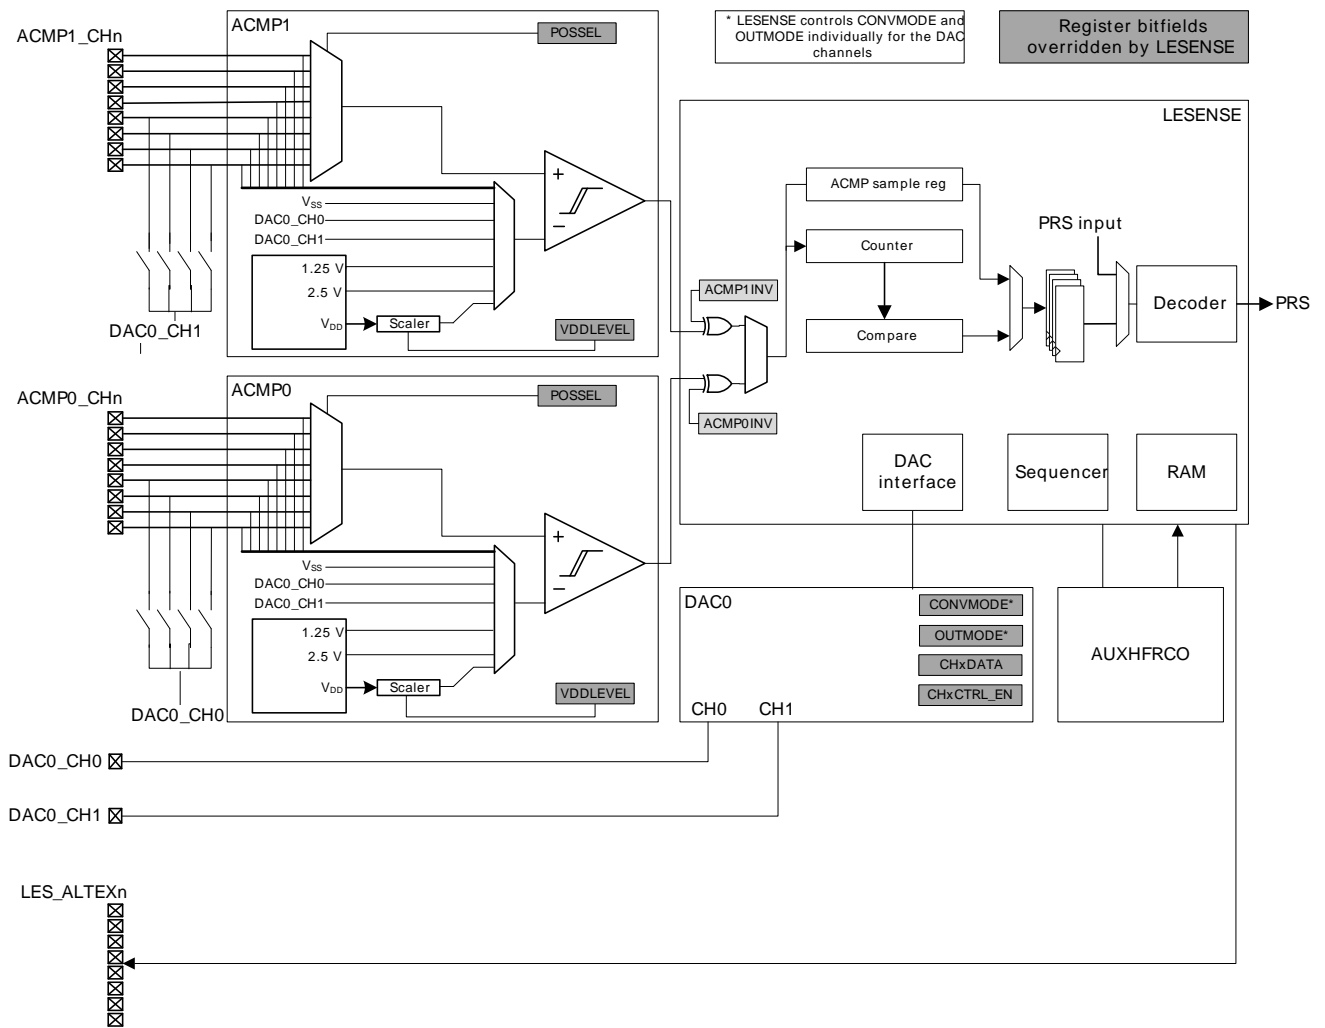 ACMP1_CHn
ACMP1
POSSEL
* LESENSE controls CONVMODE and
OUTMODE individually for the DAC
channels
Register bitfields
overridden by LESENSE
LESENSE
ACMP sample reg
VSS
DAC0_CH0
DAC0_CH1
PRS input
Counter
1.25 V
2.5 V
VDD
Scaler
VDDLEVEL
DAC0_CH1
ACMP1INV
Compare
Decoder
PRS
ACMP0_CHn
ACMP0
POSSEL
ACMP0INV
DAC
interface
Sequencer
RAM
VSS
DAC0_CH0
DAC0_CH1
1.25 V
2.5 V
VDD
Scaler
VDDLEVEL
DAC0_CH0
DAC0
CONVMODE*
OUTMODE*
CHxDATA
CHxCTRL_EN
CH0
CH1
AUXHFRCO
DAC0_CH0
DAC0_CH1
LES_ALTEXn